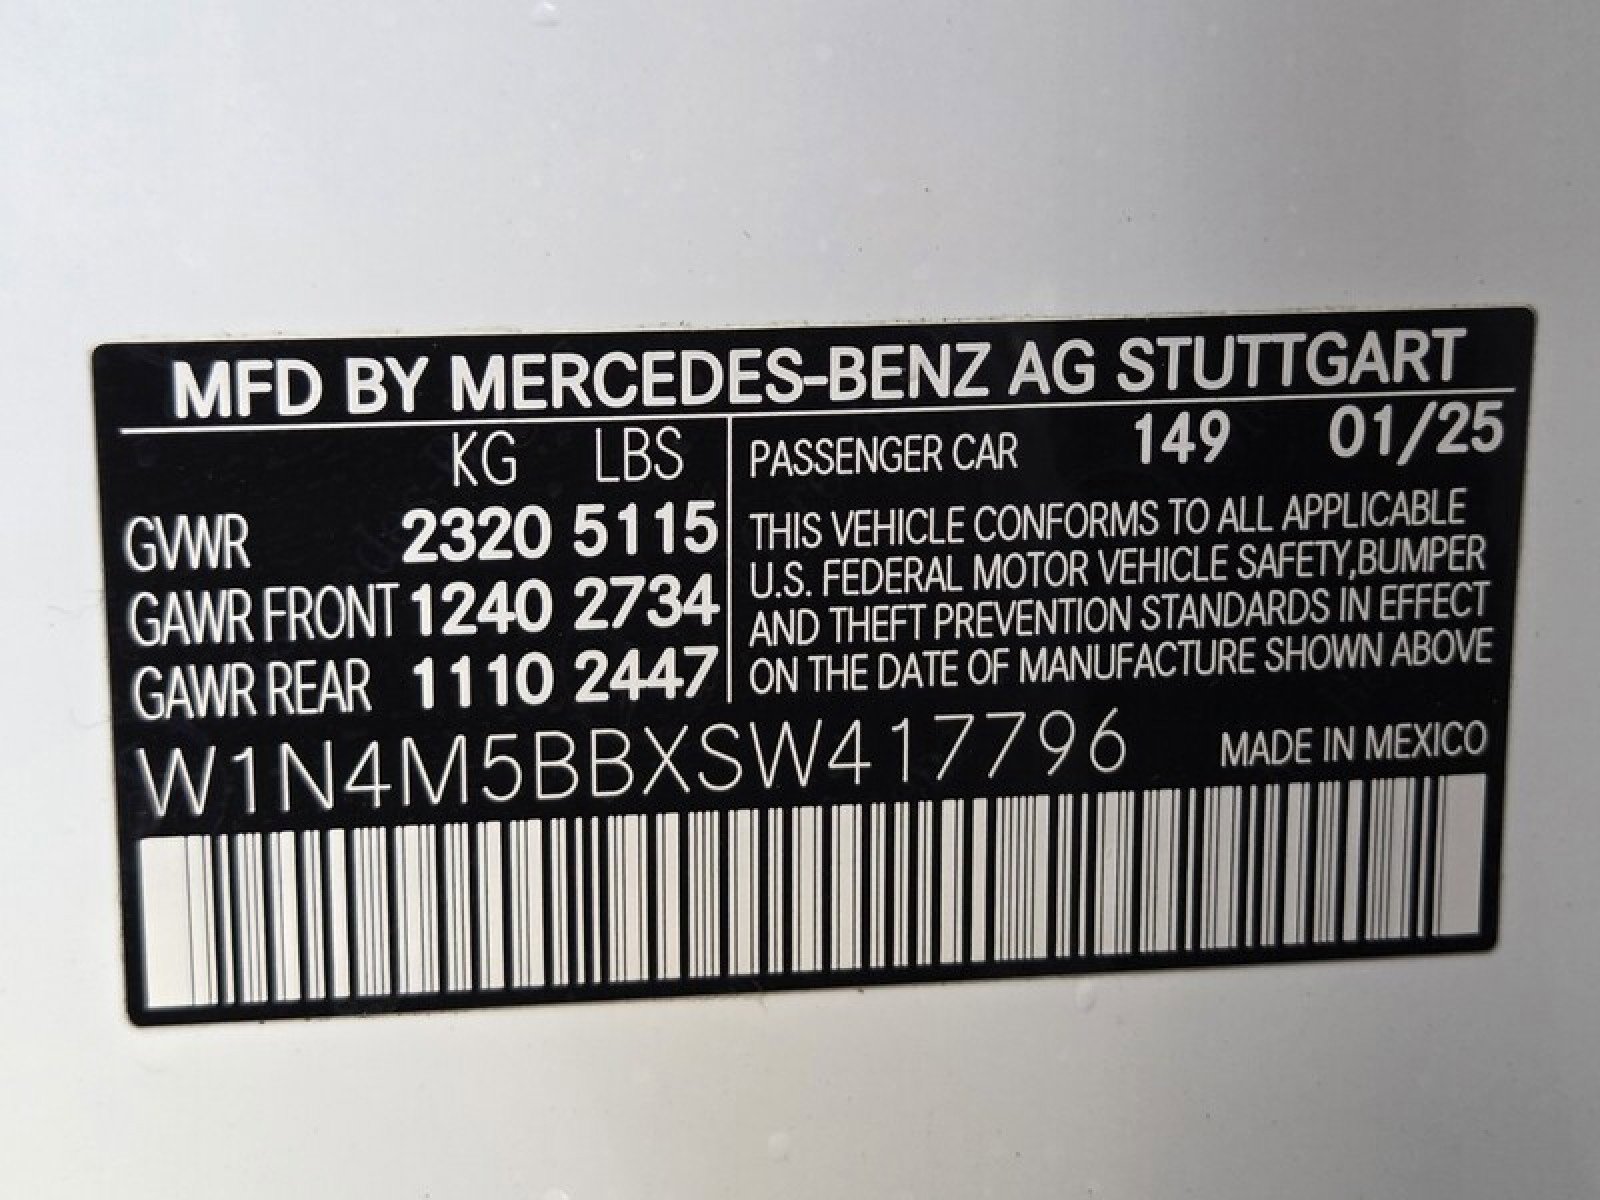 MFD BY MERCEDES-BENZ AG STUTTGART
KG LBS
GVWR 2320 5115
GAWR FRONT 1240 2734
GAWR REAR 1110 2447
PASSENGER CAR 149 01/25
THIS VEHICLE CONFORMS TO ALL APPLICABLE
U.S. FEDERAL MOTOR VEHICLE SAFETY,BUMPER
AND THEFT PREVENTION STANDARDS IN EFFECT
ON THE DATE OF MANUFACTURE SHOWN ABOVE
W1N4M5BBXSW417796 MADE IN MEXICO